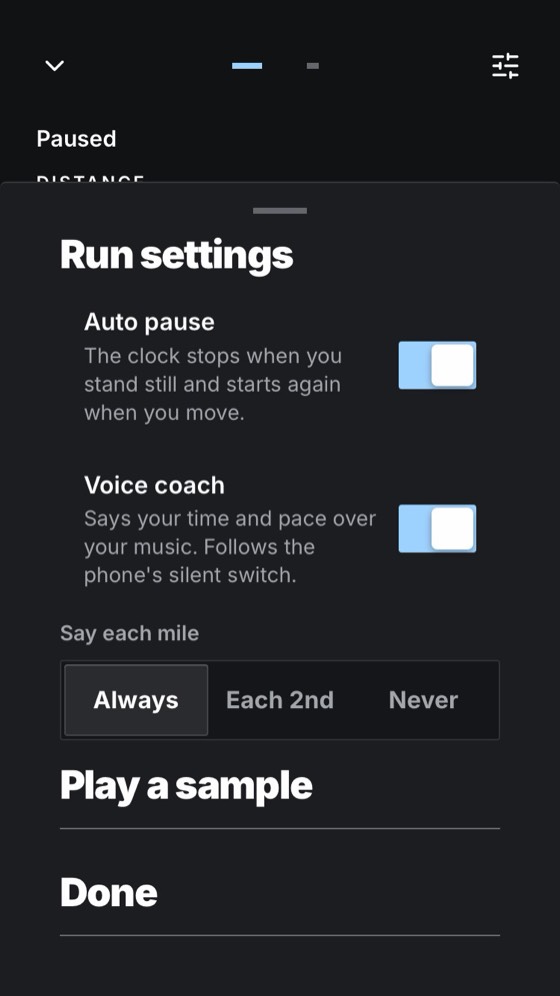 Paused
DISTANCE
Run settings
Auto pause
The clock stops when you
stand still and starts again
when you move.
Voice coach
Says your time and pace over
your music. Follows the
phone's silent switch.
Say each mile
Always Each 2nd Never
Play a sample
Done